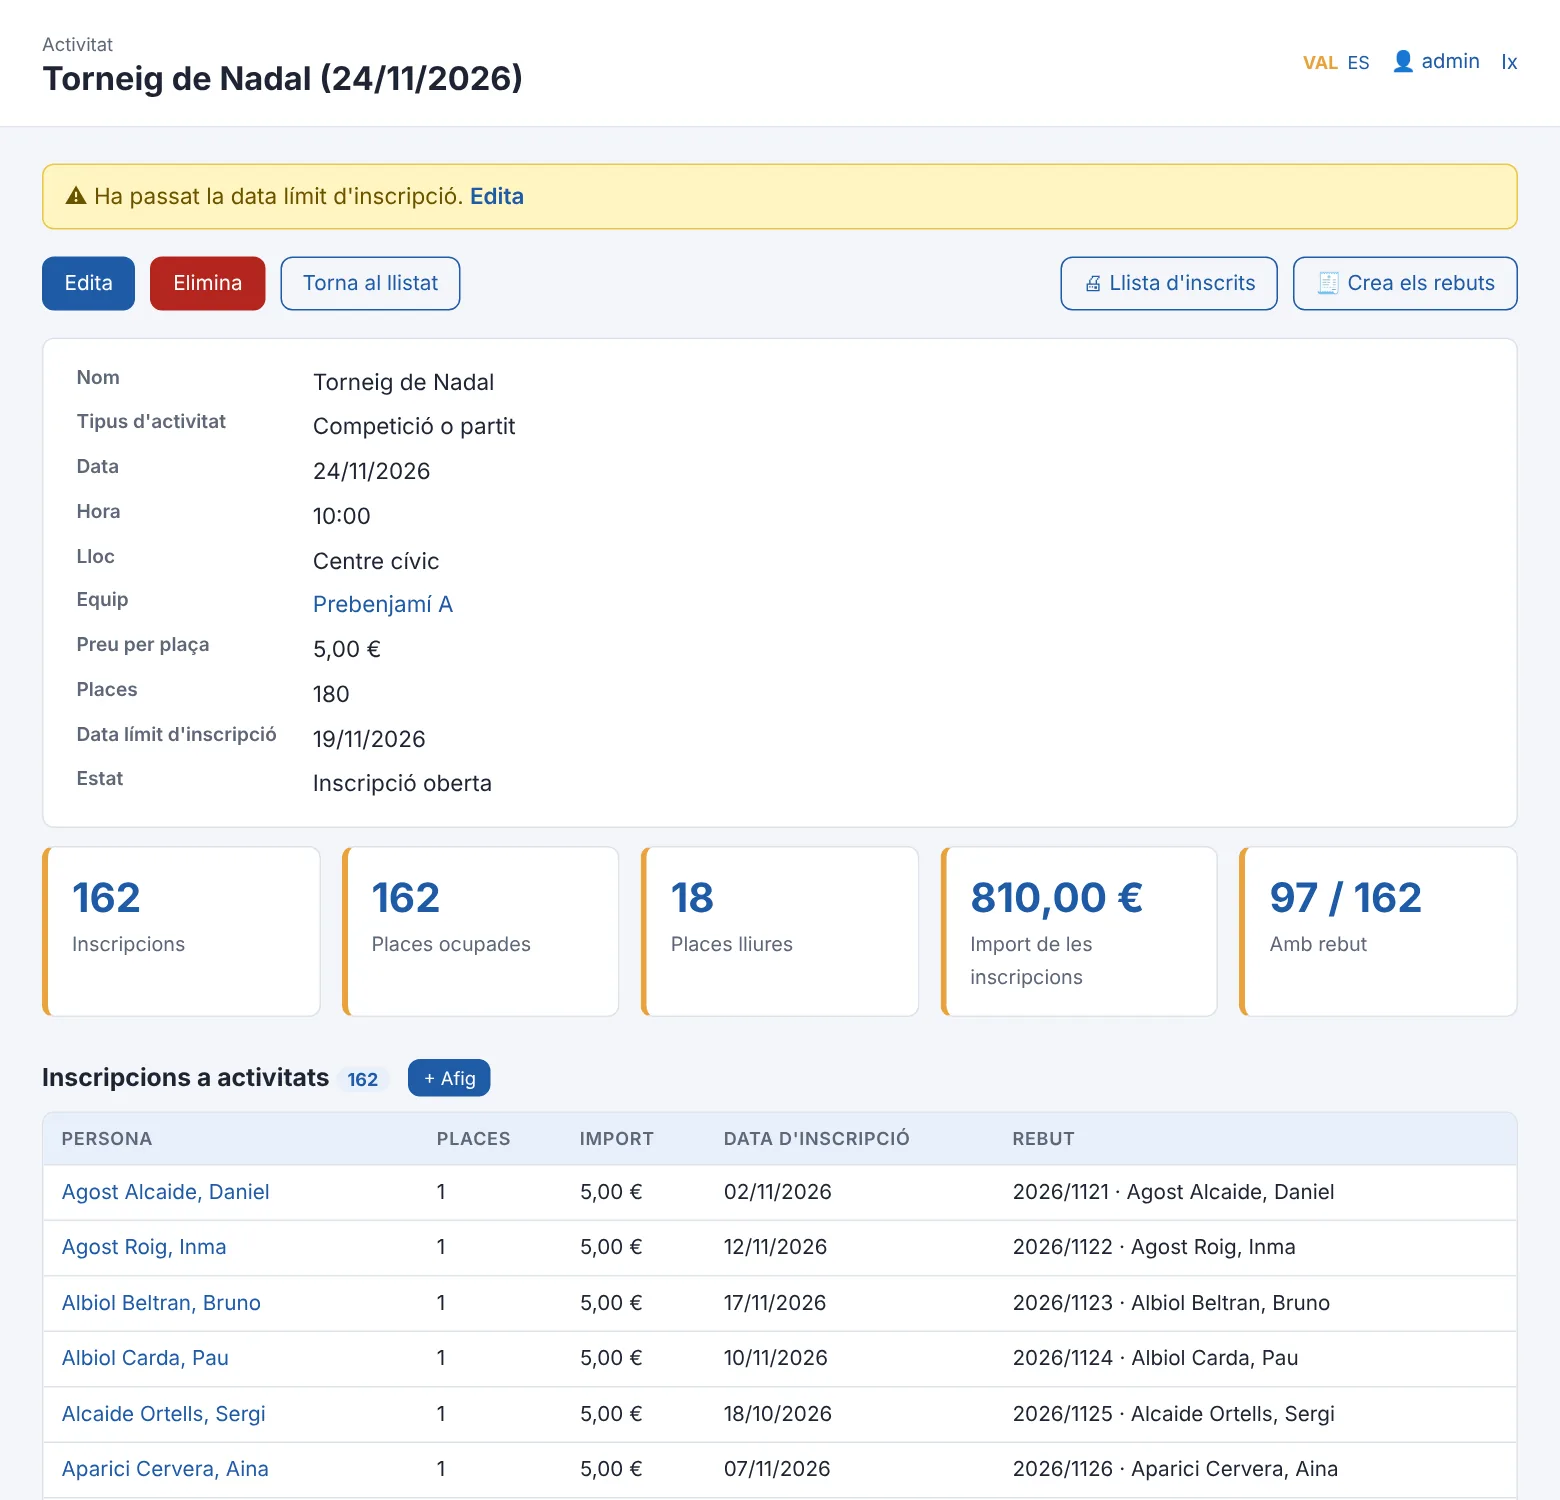 Activitat
Torneig de Nadal (24/11/2026)
VAL ES 👤 admin Ix
⚠ Ha passat la data límit d'inscripció. Edita
Edita Elimina Torna al llistat 🖨 Llista d'inscrits 🧾 Crea els rebuts
Nom Torneig de Nadal
Tipus d'activitat Competició o partit
Data 24/11/2026
Hora 10:00
Lloc Centre cívic
Equip Prebenjamí A
Preu per plaça 5,00 €
Places 180
Data límit d'inscripció 19/11/2026
Estat Inscripció oberta
162 Inscripcions
162 Places ocupades
18 Places lliures
810,00 € Import de les inscripcions
97 / 162 Amb rebut
Inscripcions a activitats 162 + Afig
PERSONA PLACES IMPORT DATA D'INSCRIPCIÓ REBUT
Agost Alcaide, Daniel 1 5,00 € 02/11/2026 2026/1121 · Agost Alcaide, Daniel
Agost Roig, Inma 1 5,00 € 12/11/2026 2026/1122 · Agost Roig, Inma
Albiol Beltran, Bruno 1 5,00 € 17/11/2026 2026/1123 · Albiol Beltran, Bruno
Albiol Carda, Pau 1 5,00 € 10/11/2026 2026/1124 · Albiol Carda, Pau
Alcaide Ortells, Sergi 1 5,00 € 18/10/2026 2026/1125 · Alcaide Ortells, Sergi
Aparici Cervera, Aina 1 5,00 € 07/11/2026 2026/1126 · Aparici Cervera, Aina